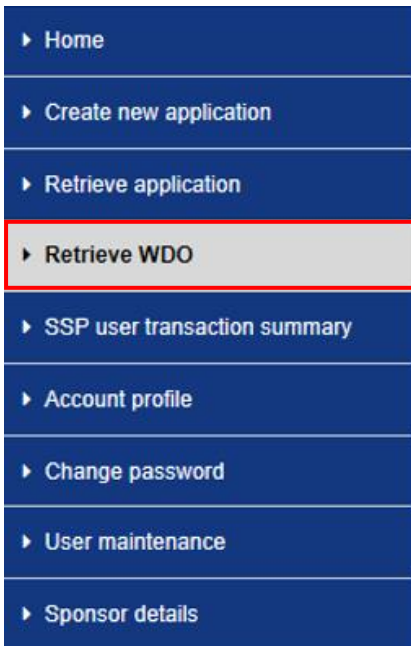 Home
Create new application
Retrieve application
Retrieve WDO
SSP user transaction summary
Account profile
Change password
User maintenance
Sponsor details